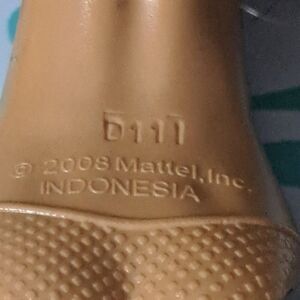 D111
© 2008 Mattel, Inc.
INDONESIA